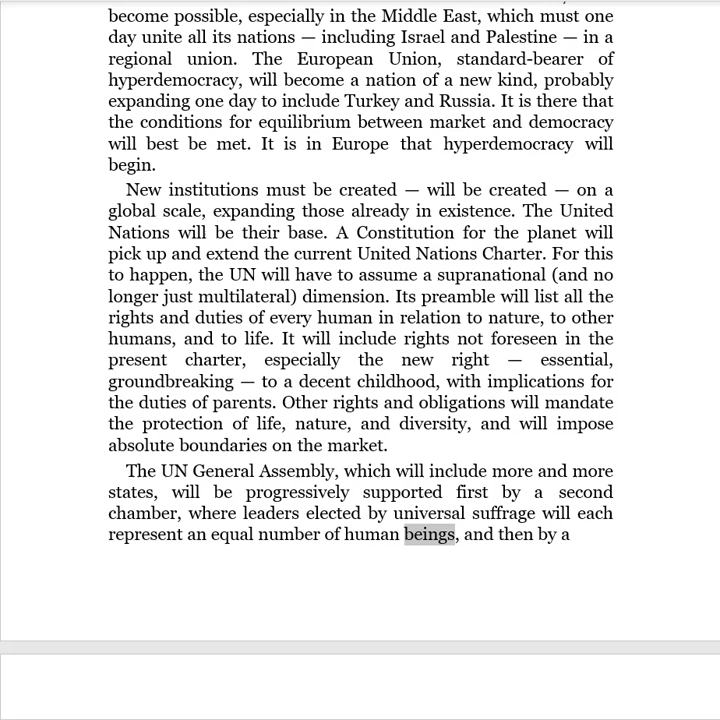 become possible, especially in the Middle East, which must one
day unite all its nations — including Israel and Palestine — in a
regional union. The European Union, standard-bearer of
hyperdemocracy, will become a nation of a new kind, probably
expanding one day to include Turkey and Russia. It is there that
the conditions for equilibrium between market and democracy
will best be met. It is in Europe that hyperdemocracy will
begin.
New institutions must be created — will be created — on a
global scale, expanding those already in existence. The United
Nations will be their base. A Constitution for the planet will
pick up and extend the current United Nations Charter. For this
to happen, the UN will have to assume a supranational (and no
longer just multilateral) dimension. Its preamble will list all the
rights and duties of every human in relation to nature, to other
humans, and to life. It will include rights not foreseen in the
present charter, especially the new right — essential,
groundbreaking — to a decent childhood, with implications for
the duties of parents. Other rights and obligations will mandate
the protection of life, nature, and diversity, and will impose
absolute boundaries on the market.
The UN General Assembly, which will include more and more
states, will be progressively supported first by a second
chamber, where leaders elected by universal suffrage will each
represent an equal number of human beings, and then by a